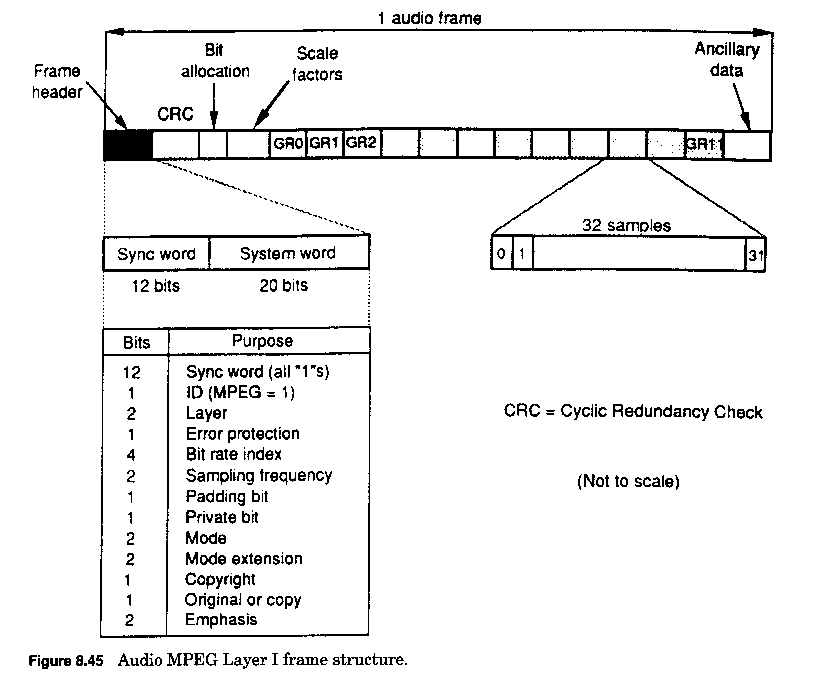 1 audio frame
Frame header
CRC
Bit allocation
Scale factors
Ancillary data
GR0 GR1 GR2 GR11
Sync word System word
12 bits 20 bits
32 samples
0 1 31
Bits Purpose
12 Sync word (all "1"s)
1 ID (MPEG = 1)
2 Layer
1 Error protection
4 Bit rate index
2 Sampling frequency
1 Padding bit
1 Private bit
2 Mode
2 Mode extension
1 Copyright
1 Original or copy
2 Emphasis
CRC = Cyclic Redundancy Check
(Not to scale)
Figure 8.45 Audio MPEG Layer I frame structure.